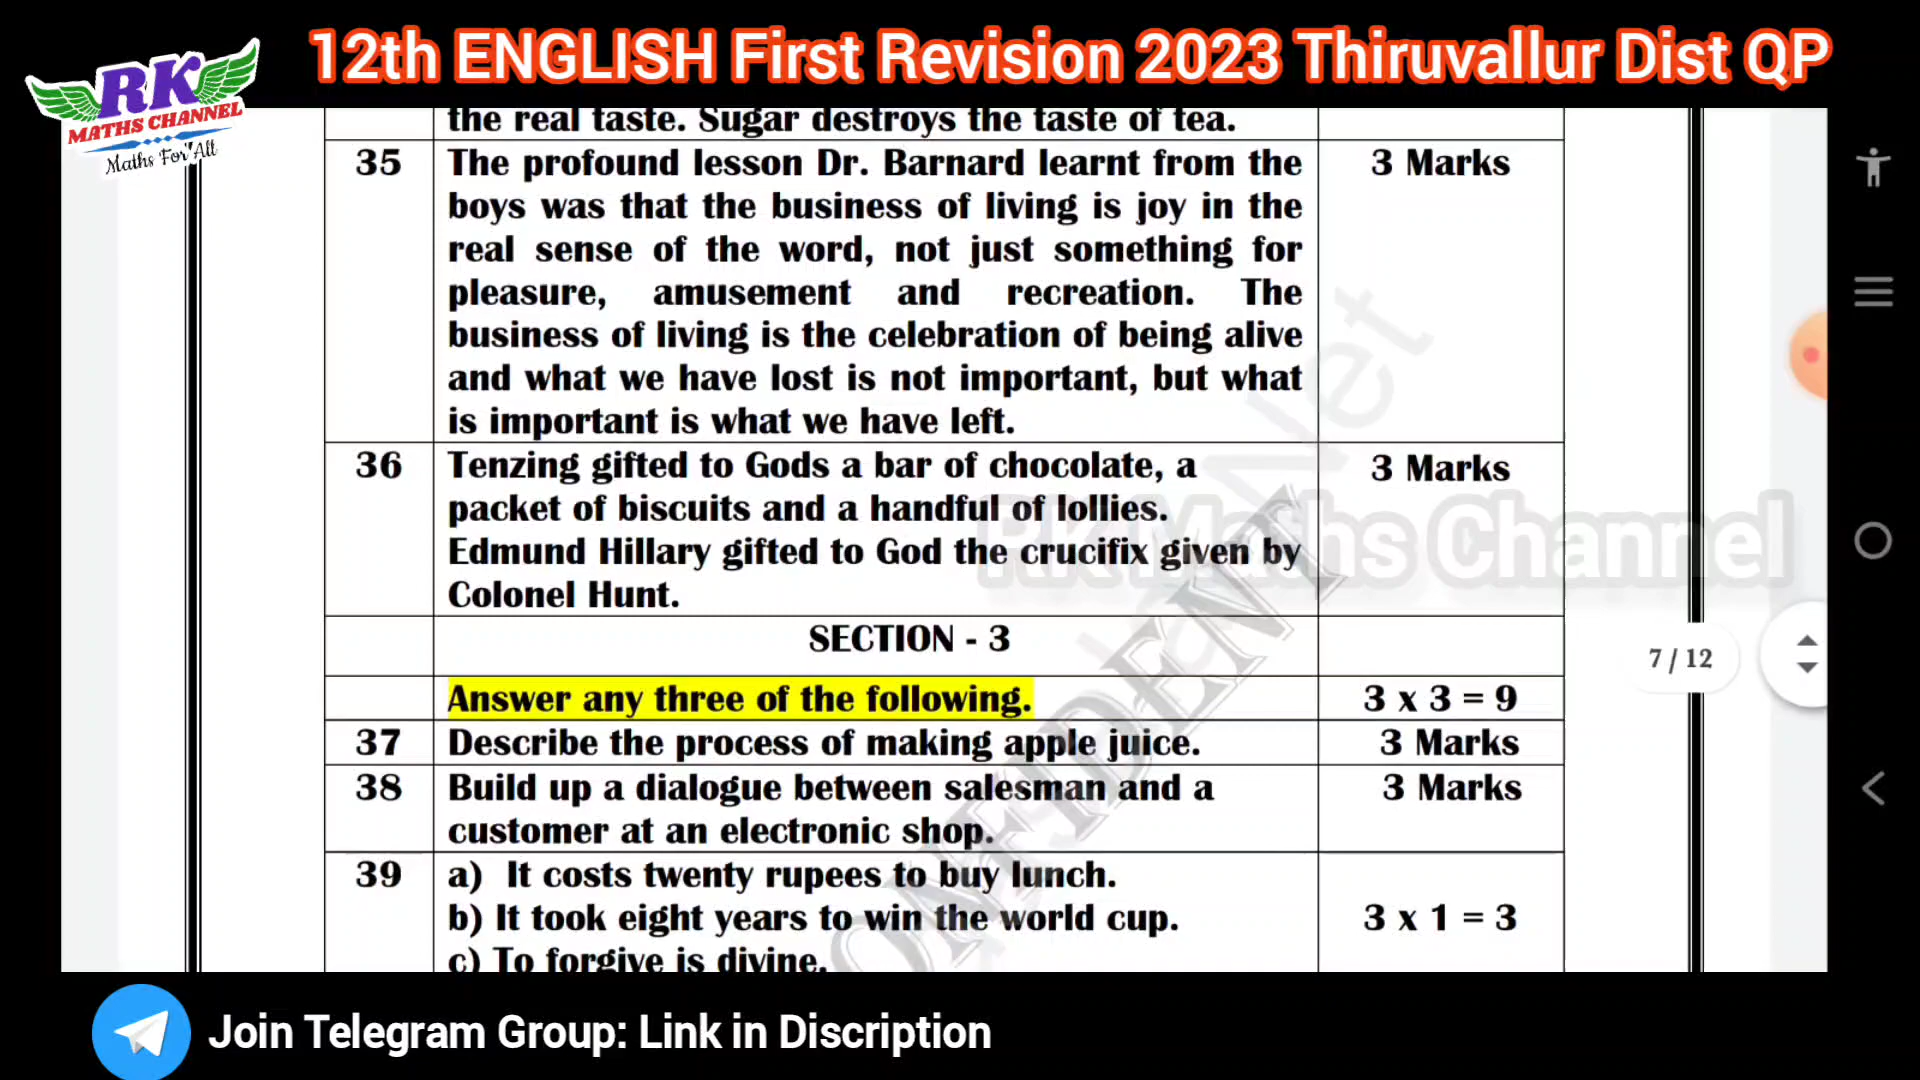 12th ENGLISH First Revision 2023 Thiruvallur Dist QP
RK
MATHS CHANNEL
Maths For All
the real taste. Sugar destroys the taste of tea.
35 The profound lesson Dr. Barnard learnt from the 3 Marks
boys was that the business of living is joy in the
real sense of the word, not just something for
pleasure, amusement and recreation. The
business of living is the celebration of being alive
and what we have lost is not important, but what
is important is what we have left.
36 Tenzing gifted to Gods a bar of chocolate, a 3 Marks
packet of biscuits and a handful of lollies.
Edmund Hillary gifted to God the crucifix given by
Colonel Hunt.
RK Maths Channel
SECTION - 3
7 / 12
Answer any three of the following. 3 x 3 = 9
37 Describe the process of making apple juice. 3 Marks
38 Build up a dialogue between salesman and a 3 Marks
customer at an electronic shop.
39 a) It costs twenty rupees to buy lunch.
b) It took eight years to win the world cup. 3 x 1 = 3
c) To forgive is divine.
Join Telegram Group: Link in Discription